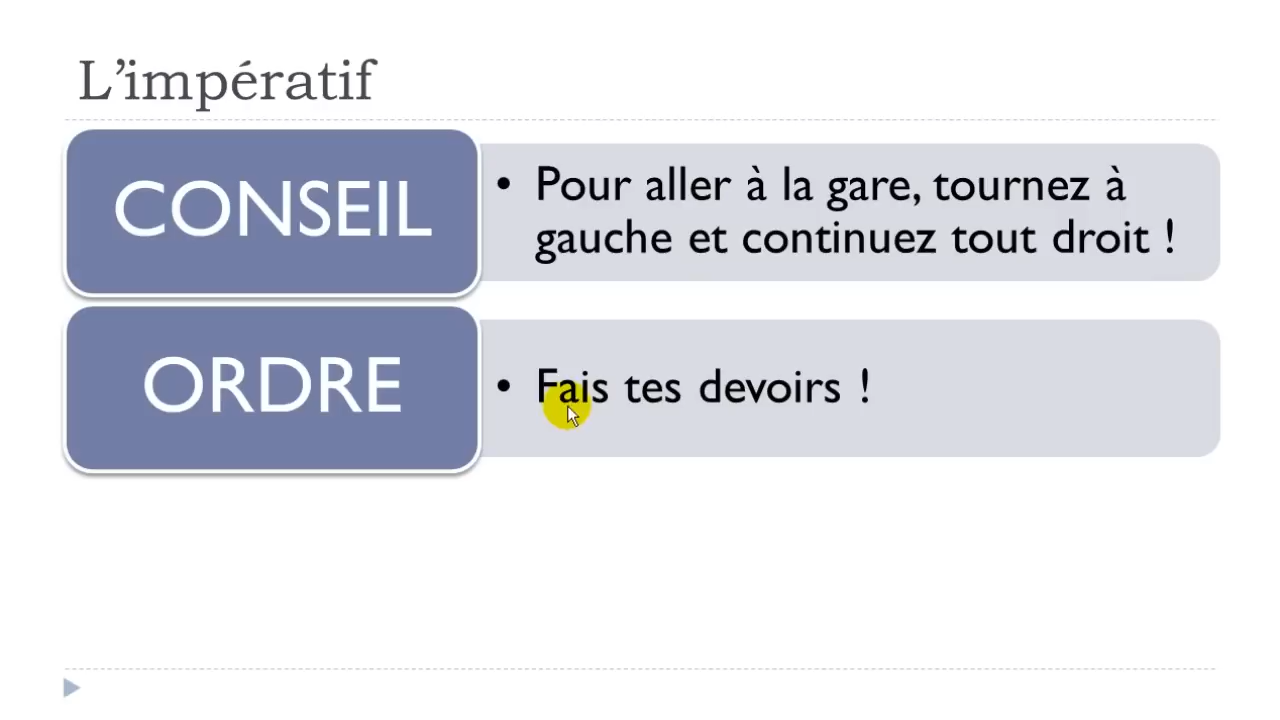 L’impératif
CONSEIL
• Pour aller à la gare, tournez à
gauche et continuez tout droit !
ORDRE
• Fais tes devoirs !